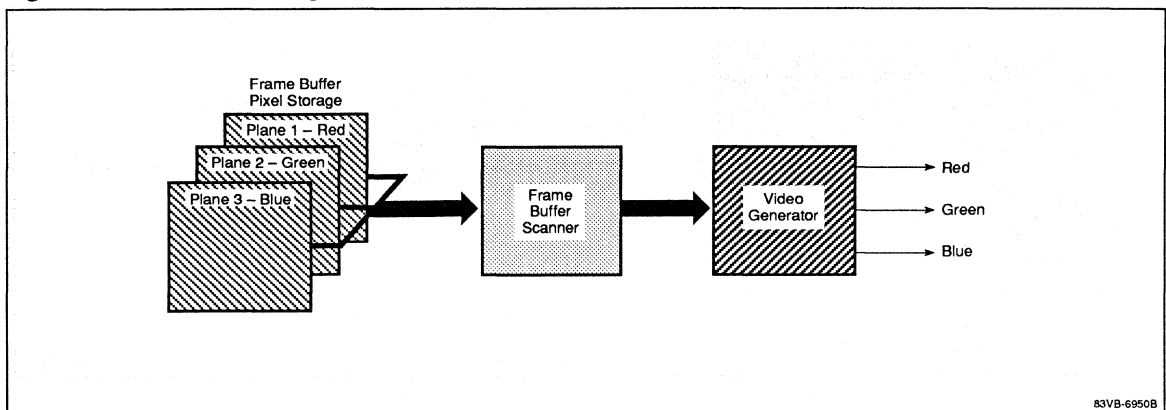 Frame Buffer
Pixel Storage
Plane 1 – Red
Plane 2 – Green
Plane 3 – Blue
Frame
Buffer
Scanner
Video
Generator
Red
Green
Blue
83VB-6950B